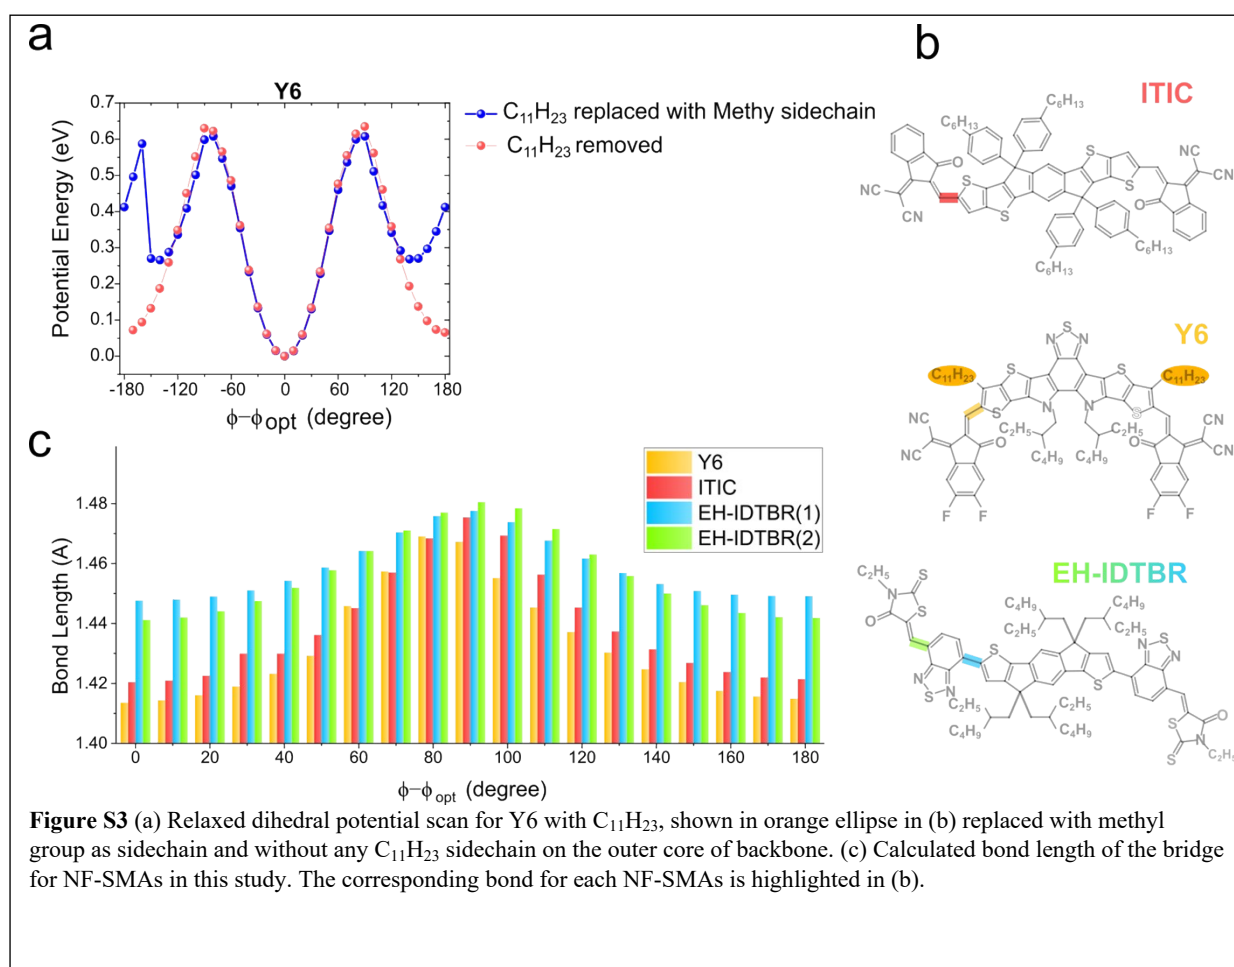 a
Y6
Potential Energy (eV)
0.7
0.6
0.5
0.4
0.3
0.2
0.1
0.0
-180 -120 -60 0 60 120 180
ϕ−ϕopt (degree)
C11H23 replaced with Methy sidechain
C11H23 removed
b
ITIC
C6H13
C6H13
O
S
S
CN
CN
NC
CN
S
S
O
C6H13
C6H13
Y6
S
N N
C11H23
S
S
C11H23
S
N
N
S
NC
NC
O
C2H5
C4H9
C2H5
C4H9
O
CN
CN
F F
F F
EH-IDTBR
C2H5
N
S
O
S
C4H9
C2H5
C4H9
C2H5
S
N
N
S
N
S
N
C2H5
S
C2H5
C4H9
C2H5
C4H9
O
S
N
S
C2H5
c
Y6
ITIC
EH-IDTBR(1)
EH-IDTBR(2)
Bond Length (A)
1.48
1.46
1.44
1.42
1.40
0 20 40 60 80 100 120 140 160 180
ϕ−ϕopt (degree)
Figure S3 (a) Relaxed dihedral potential scan for Y6 with C11H23, shown in orange ellipse in (b) replaced with methyl
group as sidechain and without any C11H23 sidechain on the outer core of backbone. (c) Calculated bond length of the bridge
for NF-SMAs in this study. The corresponding bond for each NF-SMAs is highlighted in (b).